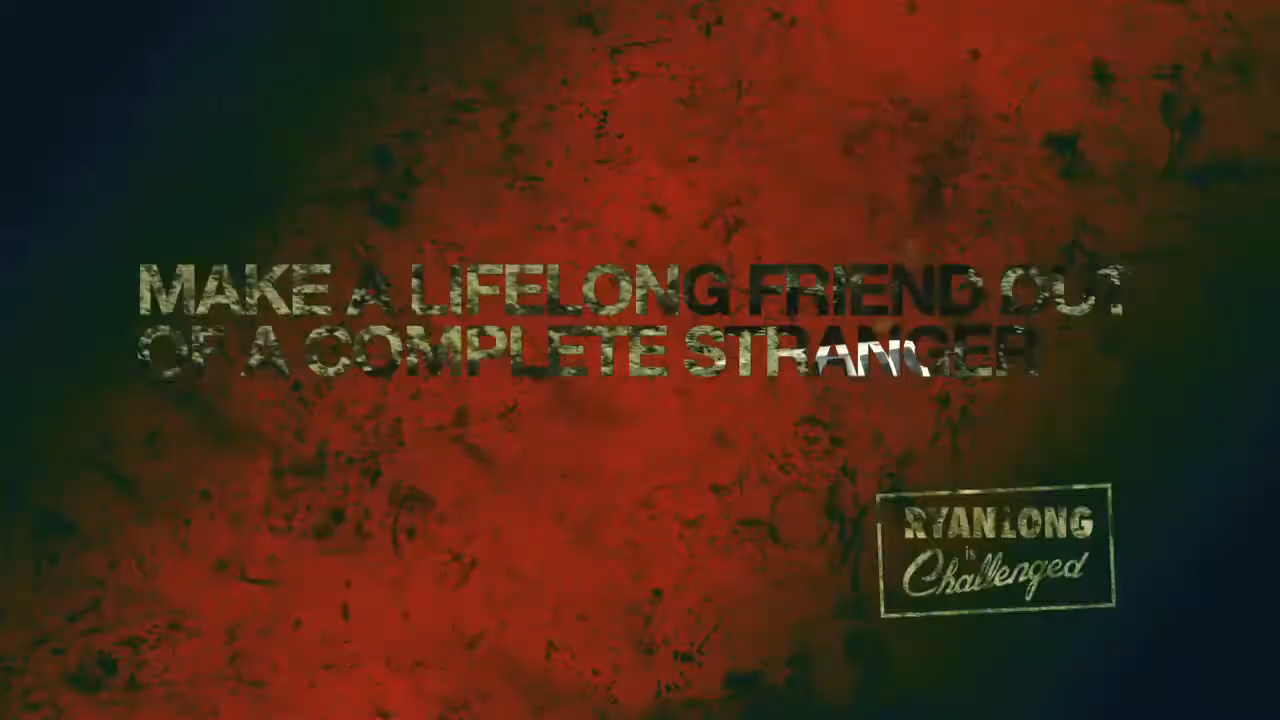 MAKE A LIFELONG FRIEND OUT
OF A COMPLETE STRANGER
RYAN LONG
is
Challenged